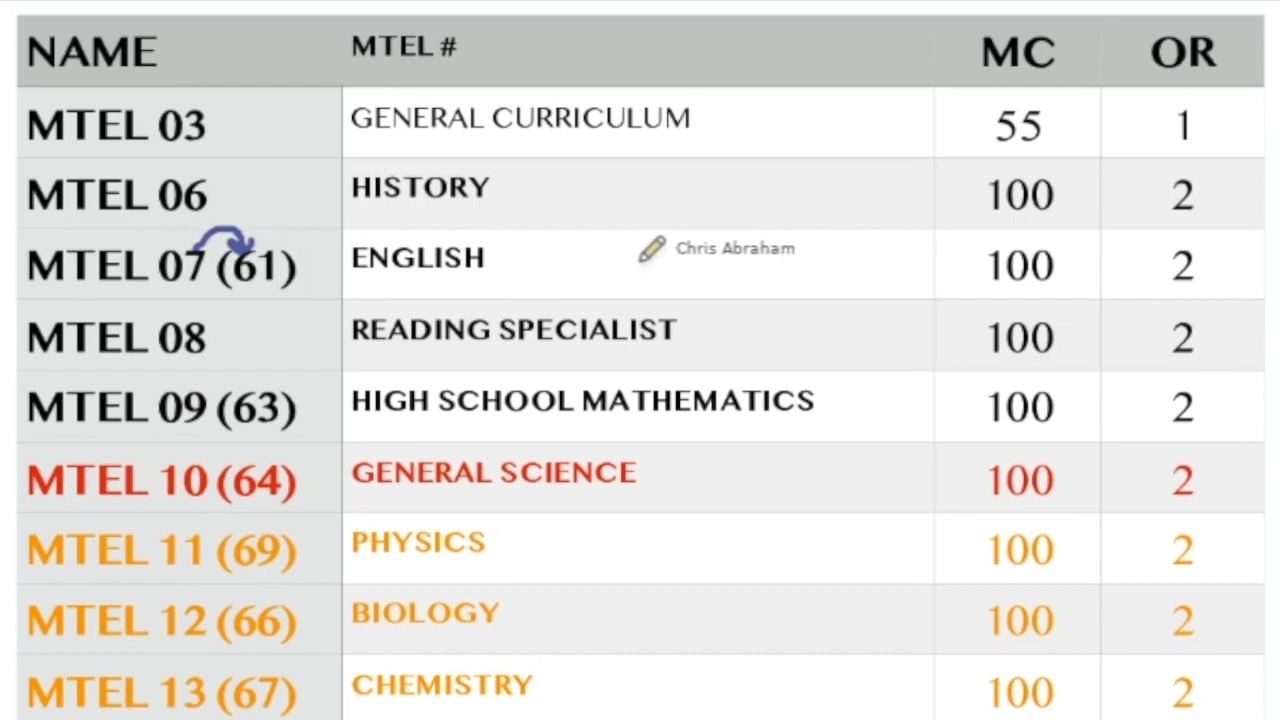 NAME MTEL # MC OR
MTEL 03 GENERAL CURRICULUM 55 1
MTEL 06 HISTORY 100 2
MTEL 07 (61) ENGLISH Chris Abraham 100 2
MTEL 08 READING SPECIALIST 100 2
MTEL 09 (63) HIGH SCHOOL MATHEMATICS 100 2
MTEL 10 (64) GENERAL SCIENCE 100 2
MTEL 11 (69) PHYSICS 100 2
MTEL 12 (66) BIOLOGY 100 2
MTEL 13 (67) CHEMISTRY 100 2